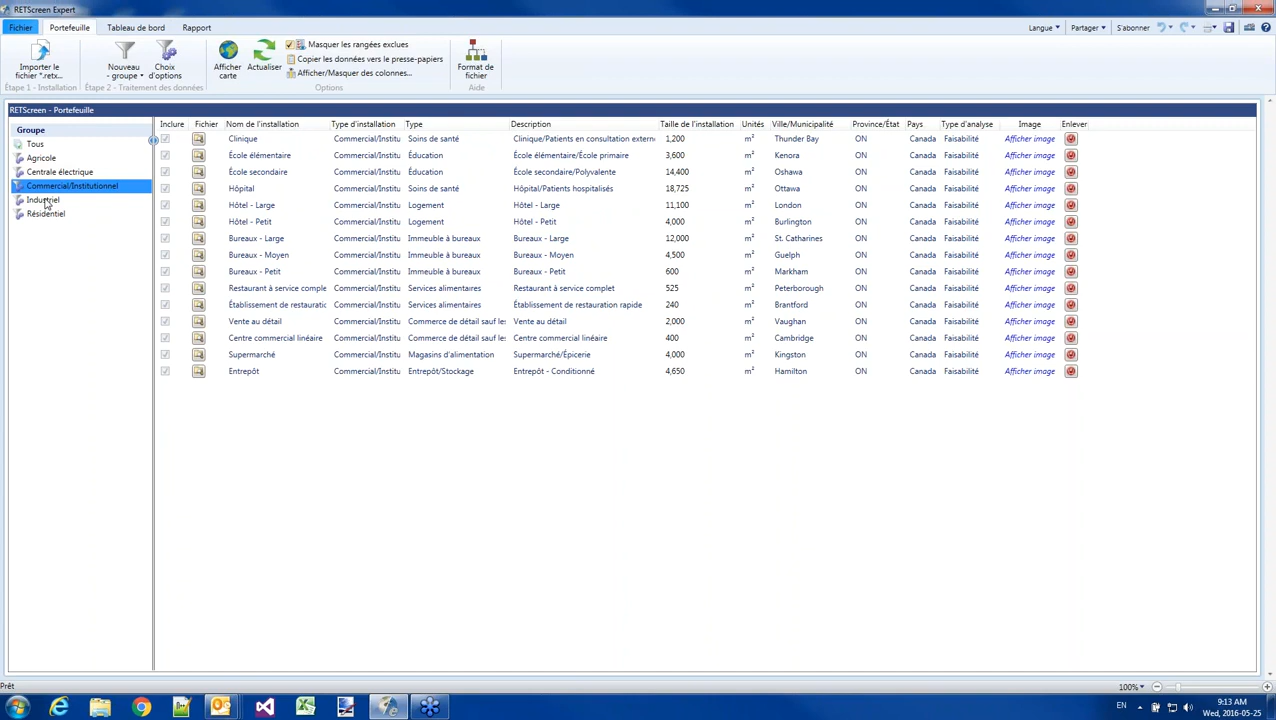 RETScreen Expert
Fichier Portefeuille Tableau de bord Rapport Langue Partager S'abonner
Importer le fichier *.retx...
Nouveau - groupe
Choix d'options
Afficher carte
Actualiser
Masquer les rangées exclues
Copier les données vers le presse-papiers
Afficher/Masquer des colonnes...
Format de fichier
Étape 1 - Installation Étape 2 - Traitement des données Options Aide
RETScreen - Portefeuille
Groupe
Tous
Agricole
Centrale électrique
Commercial/Institutionnel
Industriel
Résidentiel
Inclure Fichier Nom de l'installation Type d'installation Type Description Taille de l'installation Unités Ville/Municipalité Province/État Pays Type d'analyse Image Enlever
Clinique Commercial/Institu Soins de santé Clinique/Patients en consultation extern 1,200 m² Thunder Bay ON Canada Faisabilité Afficher image
École élémentaire Commercial/Institu Éducation École élémentaire/École primaire 3,600 m² Kenora ON Canada Faisabilité Afficher image
École secondaire Commercial/Institu Éducation École secondaire/Polyvalente 14,400 m² Oshawa ON Canada Faisabilité Afficher image
Hôpital Commercial/Institu Soins de santé Hôpital/Patients hospitalisés 18,725 m² Ottawa ON Canada Faisabilité Afficher image
Hôtel - Large Commercial/Institu Logement Hôtel - Large 11,100 m² London ON Canada Faisabilité Afficher image
Hôtel - Petit Commercial/Institu Logement Hôtel - Petit 4,000 m² Burlington ON Canada Faisabilité Afficher image
Bureaux - Large Commercial/Institu Immeuble à bureaux Bureaux - Large 12,000 m² St. Catharines ON Canada Faisabilité Afficher image
Bureaux - Moyen Commercial/Institu Immeuble à bureaux Bureaux - Moyen 4,500 m² Guelph ON Canada Faisabilité Afficher image
Bureaux - Petit Commercial/Institu Immeuble à bureaux Bureaux - Petit 600 m² Markham ON Canada Faisabilité Afficher image
Restaurant à service comple Commercial/Institu Services alimentaires Restaurant à service complet 525 m² Peterborough ON Canada Faisabilité Afficher image
Établissement de restauratic Commercial/Institu Services alimentaires Établissement de restauration rapide 240 m² Brantford ON Canada Faisabilité Afficher image
Vente au détail Commercial/Institu Commerce de détail sauf les Vente au détail 2,000 m² Vaughan ON Canada Faisabilité Afficher image
Centre commercial linéaire Commercial/Institu Commerce de détail sauf les Centre commercial linéaire 400 m² Cambridge ON Canada Faisabilité Afficher image
Supermarché Commercial/Institu Magasins d'alimentation Supermarché/Épicerie 4,000 m² Kingston ON Canada Faisabilité Afficher image
Entrepôt Commercial/Institu Entrepôt/Stockage Entrepôt - Conditionné 4,650 m² Hamilton ON Canada Faisabilité Afficher image
Prêt 100%
EN 9:13 AM
Wed, 2016-05-25